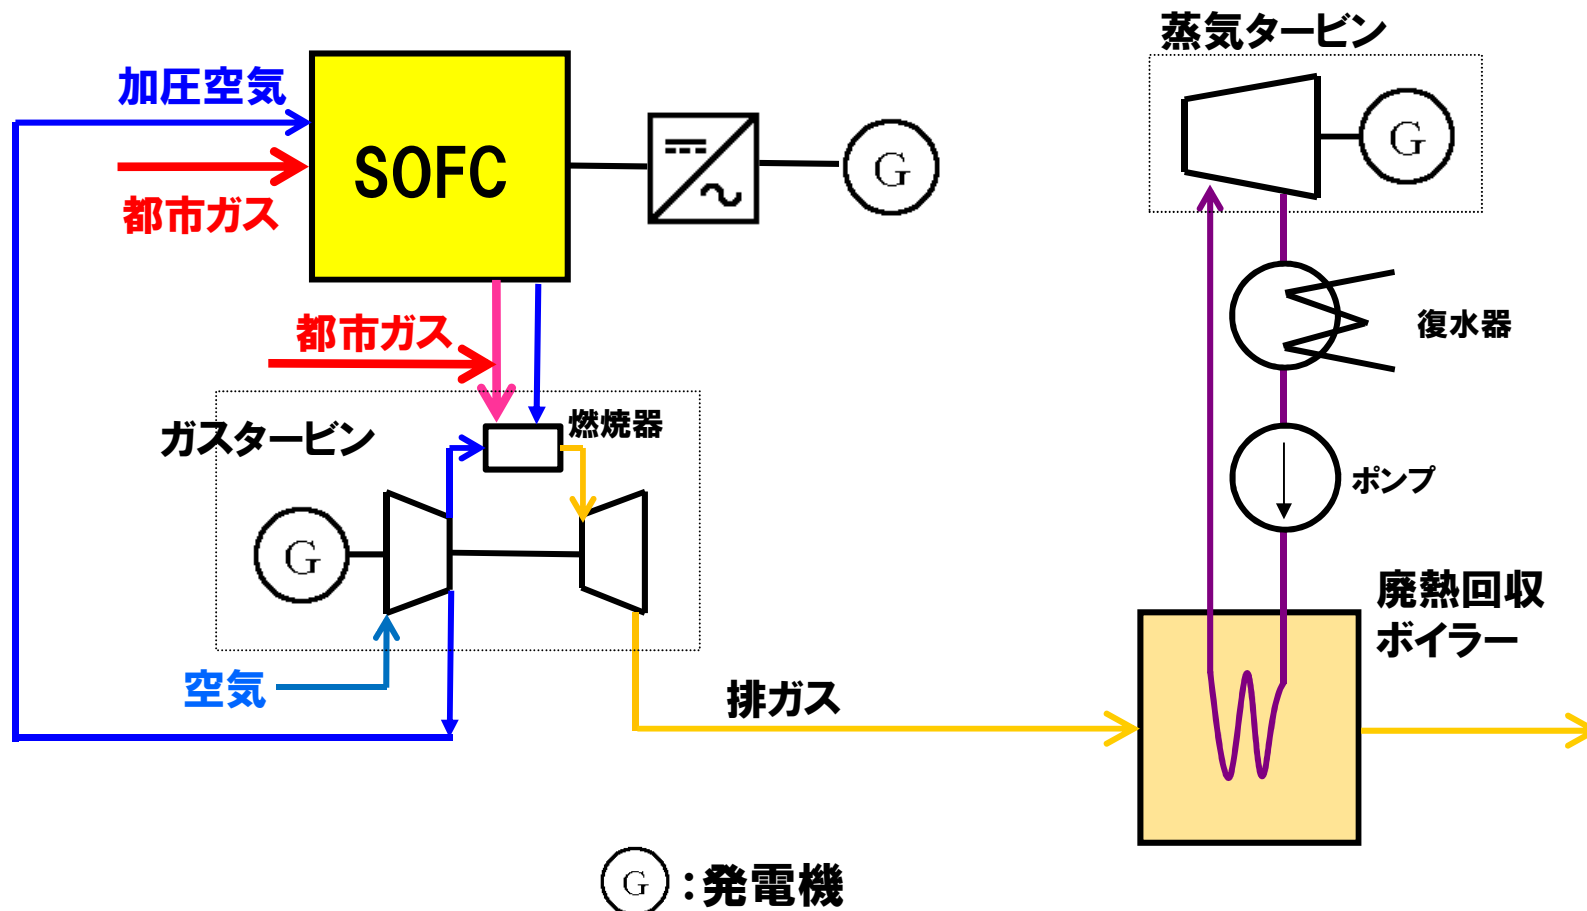 蒸気タービン
加圧空気
SOFC
G
G
都市ガス
都市ガス
復水器
ガスタービン
燃焼器
ポンプ
G
廃熱回収
ボイラー
空気
排ガス
G
：発電機